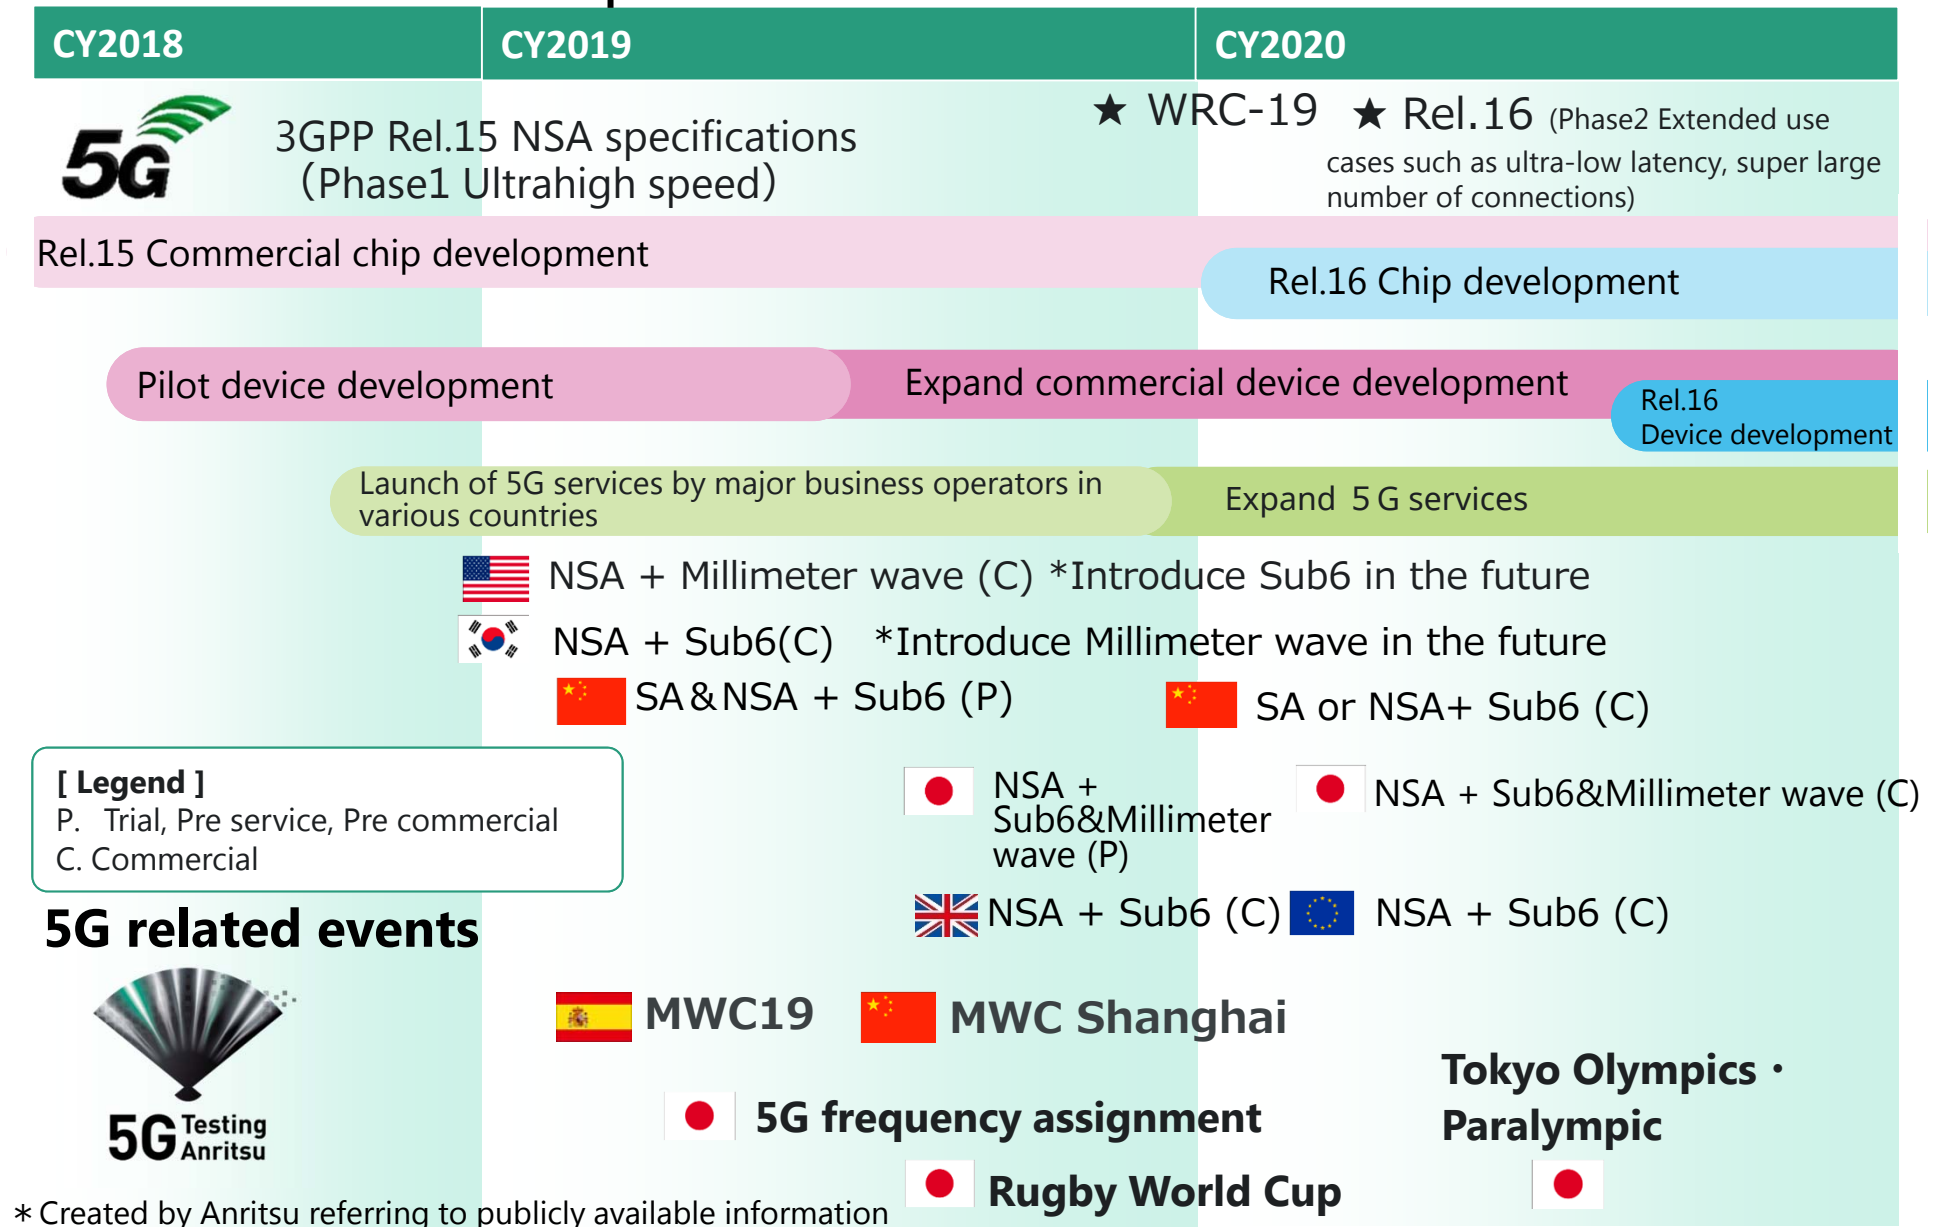 CY2018
CY2019
CY2020
5G
3GPP Rel.15 NSA specifications
（Phase1 Ultrahigh speed）
★ WRC-19
★ Rel.16 (Phase2 Extended use
cases such as ultra-low latency, super large
number of connections)
Rel.15 Commercial chip development
Rel.16 Chip development
Pilot device development
Expand commercial device development
Rel.16
Device development
Launch of 5G services by major business operators in
various countries
Expand 5G services
NSA + Millimeter wave (C) *Introduce Sub6 in the future
NSA + Sub6(C) *Introduce Millimeter wave in the future
SA&NSA + Sub6 (P)
SA or NSA+ Sub6 (C)
[ Legend ]
P. Trial, Pre service, Pre commercial
C. Commercial
NSA +
Sub6&Millimeter
wave (P)
NSA + Sub6&Millimeter wave (C)
NSA + Sub6 (C)
NSA + Sub6 (C)
5G related events
MWC19
MWC Shanghai
Tokyo Olympics・
Paralympic
5G frequency assignment
5G Testing
Anritsu
Rugby World Cup
＊Created by Anritsu referring to publicly available information